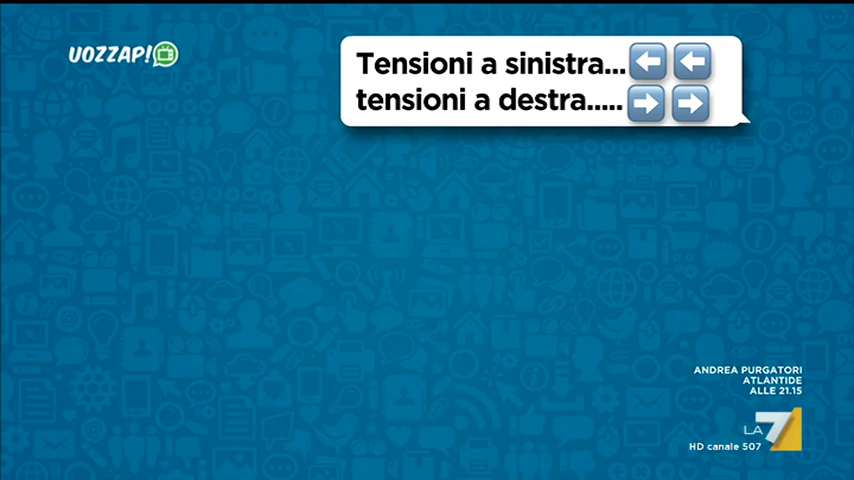 UOZZAP!
Tensioni a sinistra...⬅️⬅️
tensioni a destra.....➡️➡️
ANDREA PURGATORI
ATLANTIDE
ALLE 21.15
LA7
HD canale 507